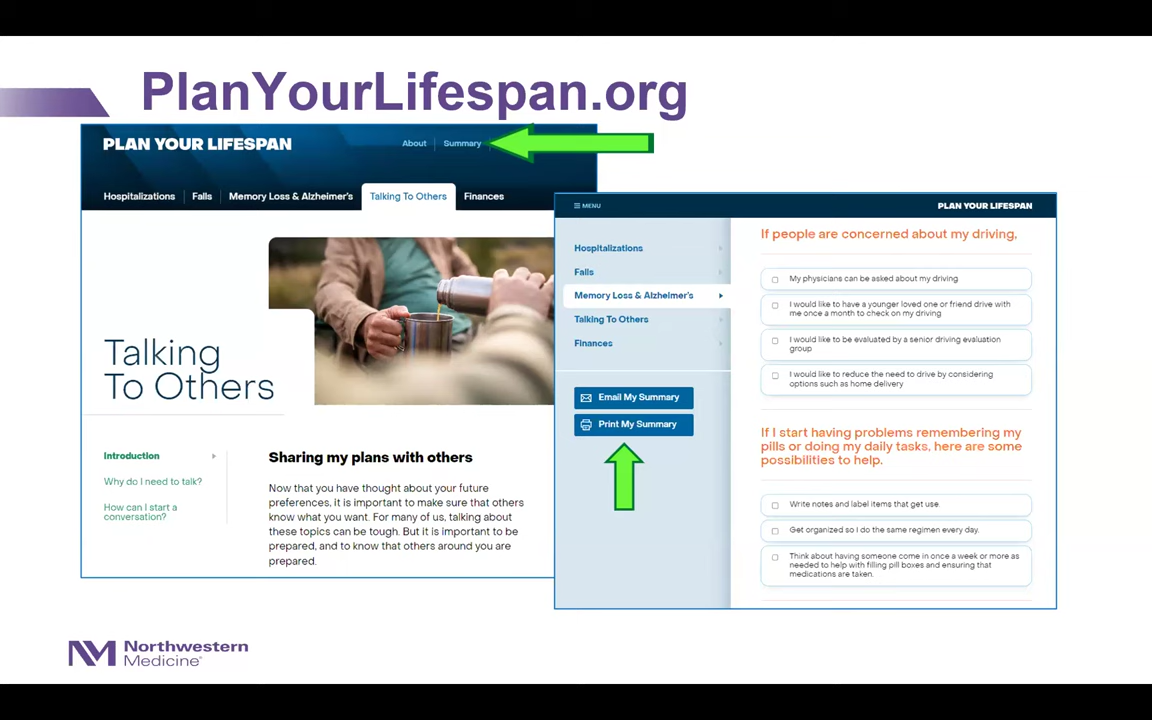 PlanYourLifespan.org
PLAN YOUR LIFESPAN
About
Summary
Hospitalizations
Falls
Memory Loss & Alzheimer's
Talking To Others
Finances
Talking
To Others
Introduction
Why do I need to talk?
How can I start a
conversation?
Sharing my plans with others
Now that you have thought about your future
preferences, it is important to make sure that others
know what you want. For many of us, talking about
these topics can be tough. But it is important to be
prepared, and to know that others around you are
prepared.
MENU
PLAN YOUR LIFESPAN
Hospitalizations
Falls
Memory Loss & Alzheimer's
Talking To Others
Finances
Email My Summary
Print My Summary
If people are concerned about my driving,
My physicians can be asked about my driving
I would like to have a younger loved one or friend drive with
me once a month to check on my driving
I would like to be evaluated by a senior driving evaluation
group
I would like to reduce the need to drive by considering
options such as home delivery
If I start having problems remembering my
pills or doing my daily tasks, here are some
possibilities to help.
Write notes and label items that get use
Get organized so I do the same regimen every day.
Think about having someone come in once a week or more as
needed to help with filling pill boxes and ensuring that
medications are taken.
Northwestern
Medicine®